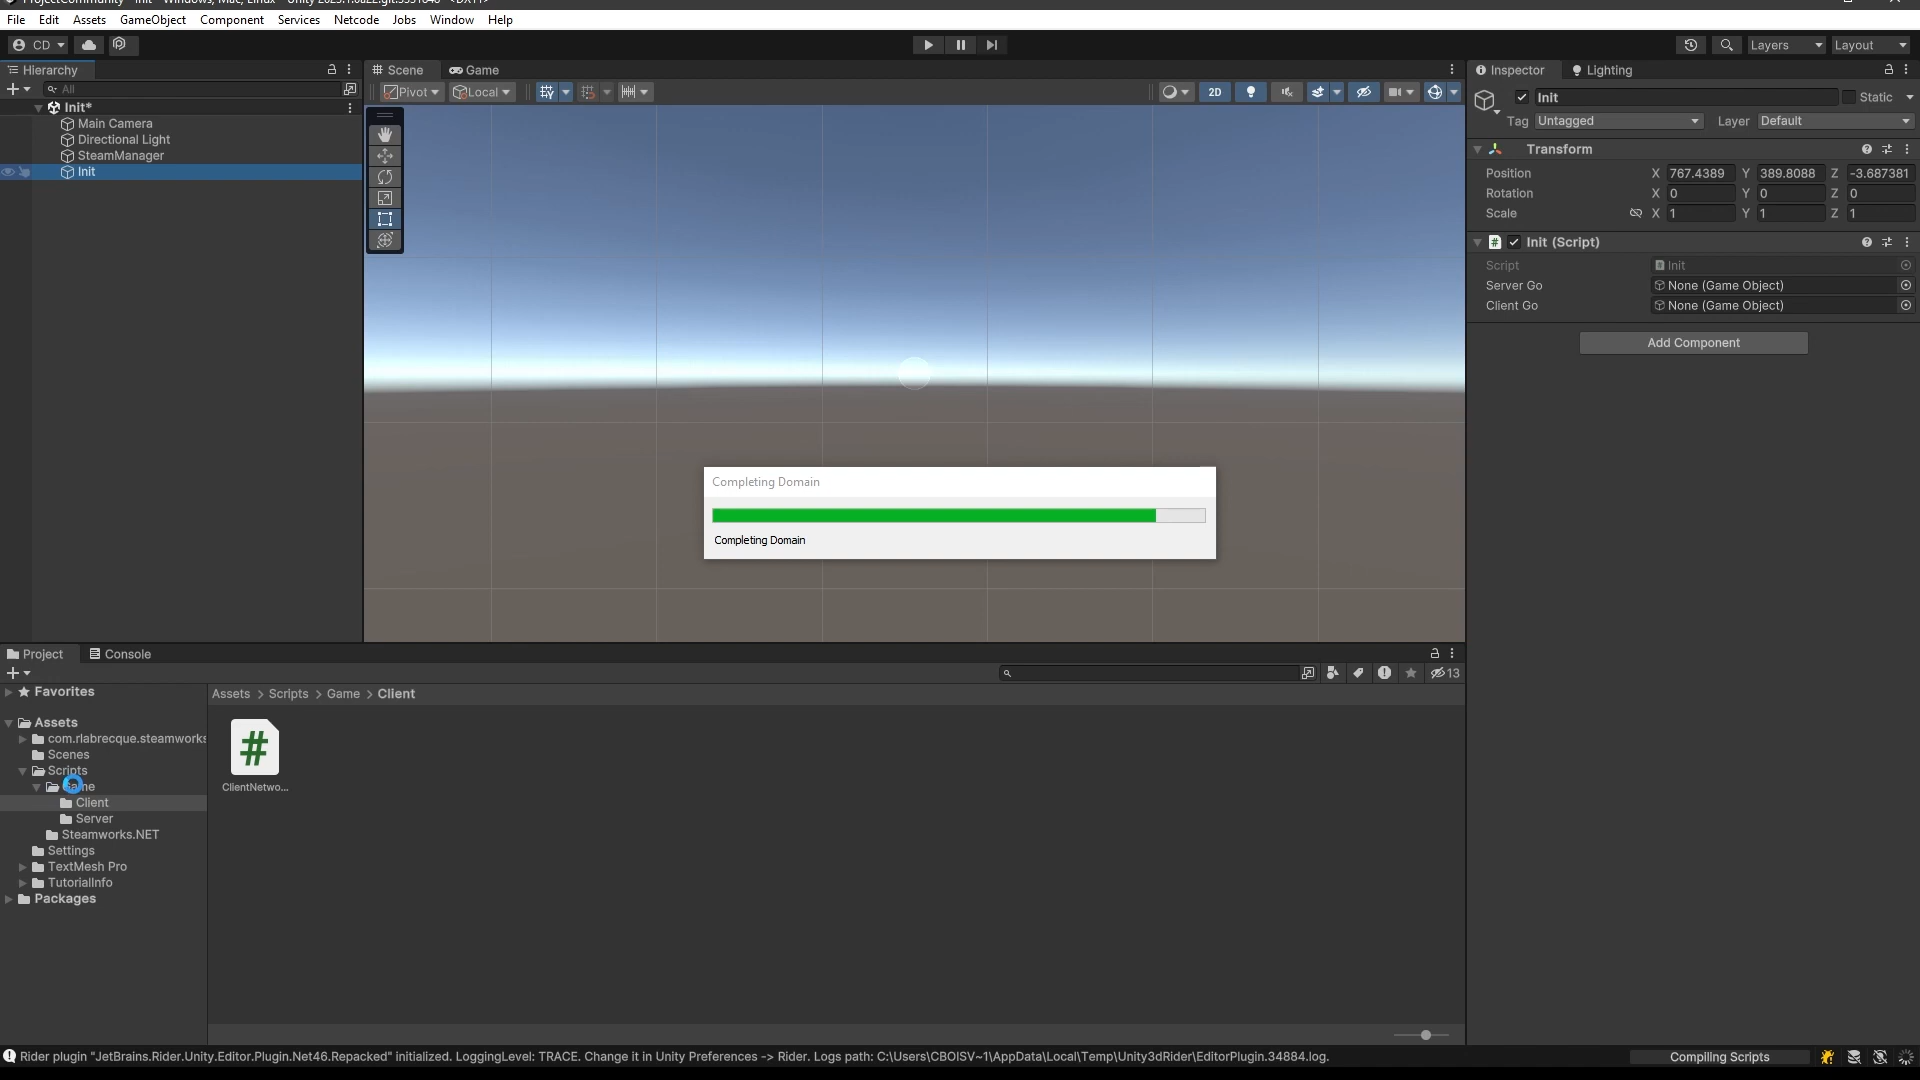 File Edit Assets GameObject Component Services Netcode Jobs Window Help
CD Layers Layout
Hierarchy
Scene Game
Inspector Lighting
All
Pivot Local 2D
Init Static
Init*
Tag Untagged Layer Default
Main Camera
Directional Light
SteamManager
Init
Transform
Position X 767.4389 Y 389.8088 Z -3.687381
Rotation X 0 Y 0 Z 0
Scale X 1 Y 1 Z 1
Init (Script)
Script Init
Server Go None (Game Object)
Client Go None (Game Object)
Add Component
Completing Domain
Completing Domain
Project Console
13
Favorites
Assets > Scripts > Game > Client
Assets
com.rlabrecque.steamworks
Scenes
Scripts
Client
Server
Steamworks.NET
Settings
TextMesh Pro
TutorialInfo
Packages
ClientNetwo...
Rider plugin "JetBrains.Rider.Unity.Editor.Plugin.Net46.Repacked" initialized. LoggingLevel: TRACE. Change it in Unity Preferences -> Rider. Logs path: C:\Users\CBOISV~1\AppData\Local\Temp\Unity3dRider\EditorPlugin.34884.log.
Compiling Scripts